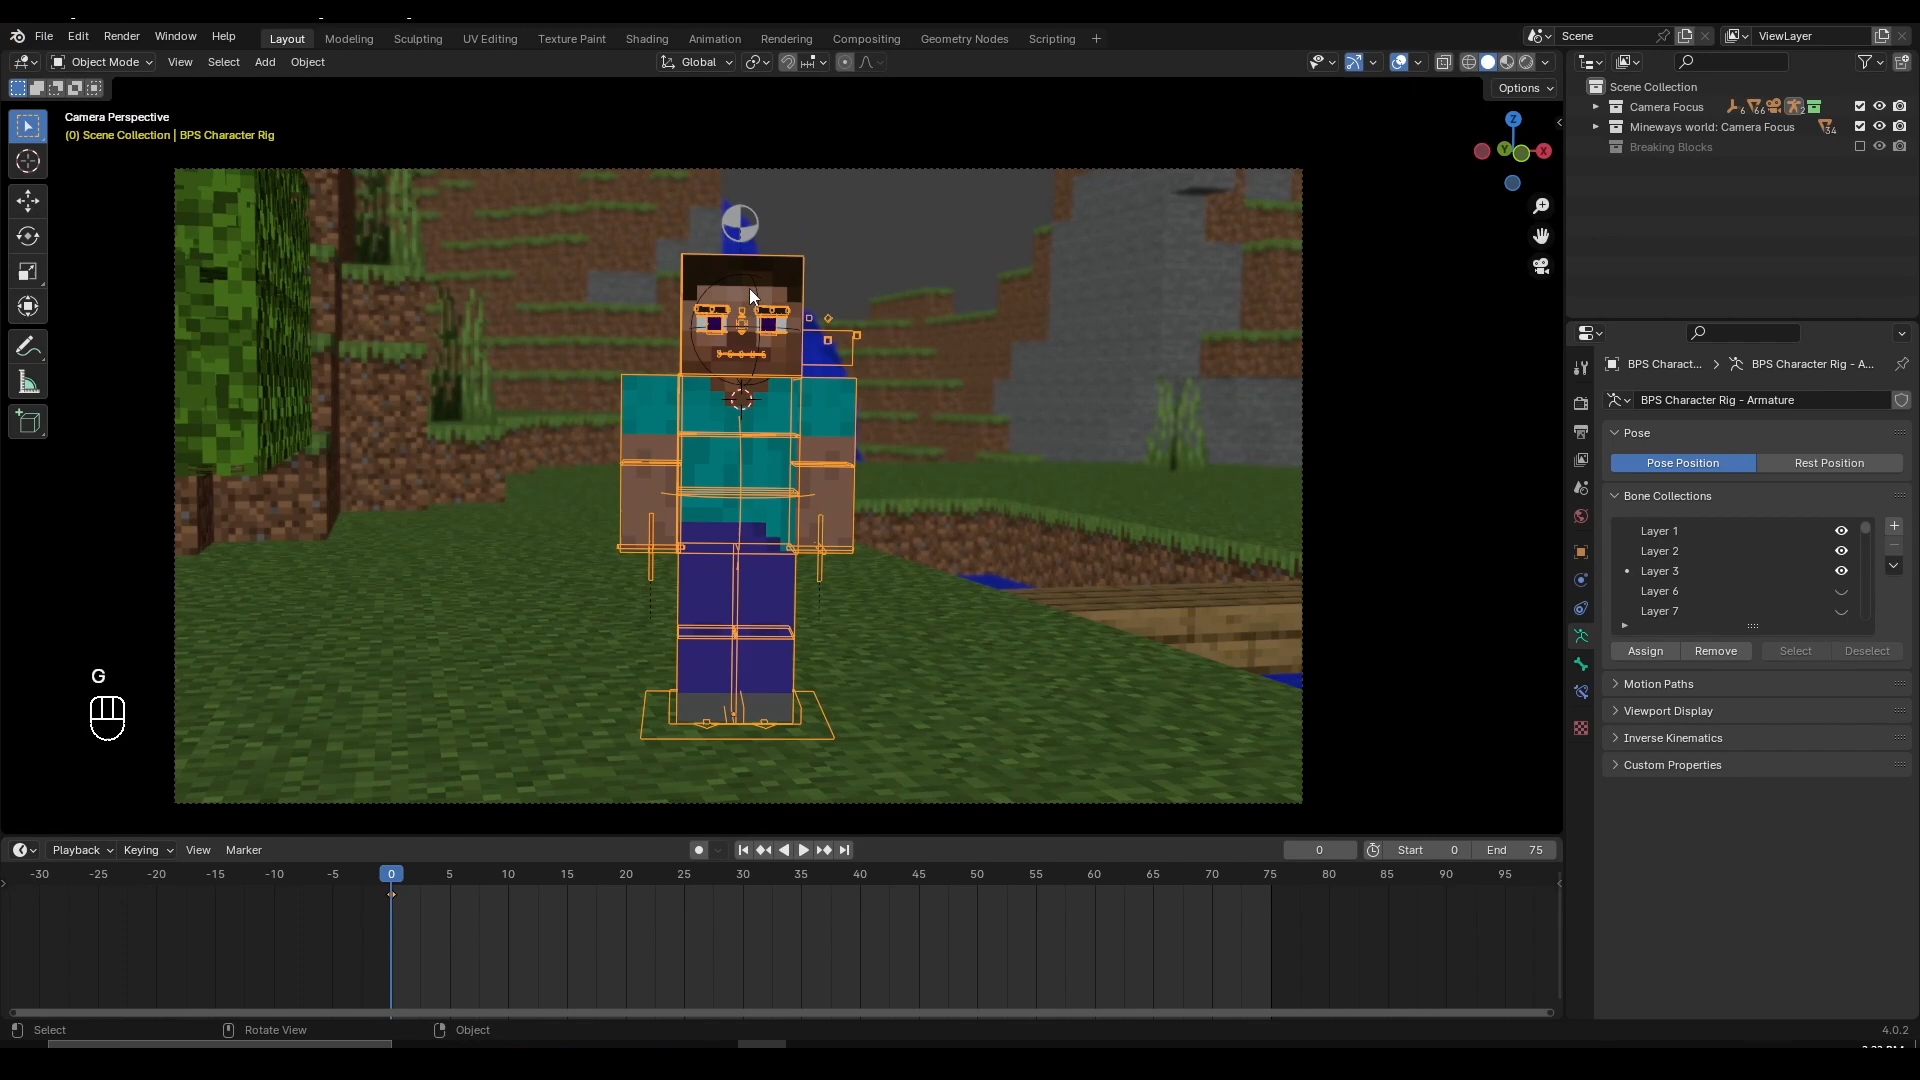 File Edit Render Window Help Layout Modeling Sculpting UV Editing Texture Paint Shading Animation Rendering Compositing Geometry Nodes Scripting + Scene ViewLayer
Object Mode View Select Add Object Global
Options
Camera Perspective
(0) Scene Collection | BPS Character Rig
Z
Y
X
Scene Collection
Camera Focus 6 66 2
Mineways world: Camera Focus 34
Breaking Blocks
BPS Charact... BPS Character Rig - A...
BPS Character Rig - Armature
Pose
Pose Position Rest Position
Bone Collections
Layer 1
Layer 2
Layer 3
Layer 6
Layer 7
Assign Remove Select Deselect
Motion Paths
Viewport Display
Inverse Kinematics
Custom Properties
G
Playback Keying View Marker 0 Start 0 End 75
-30 -25 -20 -15 -10 -5 0 5 10 15 20 25 30 35 40 45 50 55 60 65 70 75 80 85 90 95
Select Rotate View Object 4.0.2